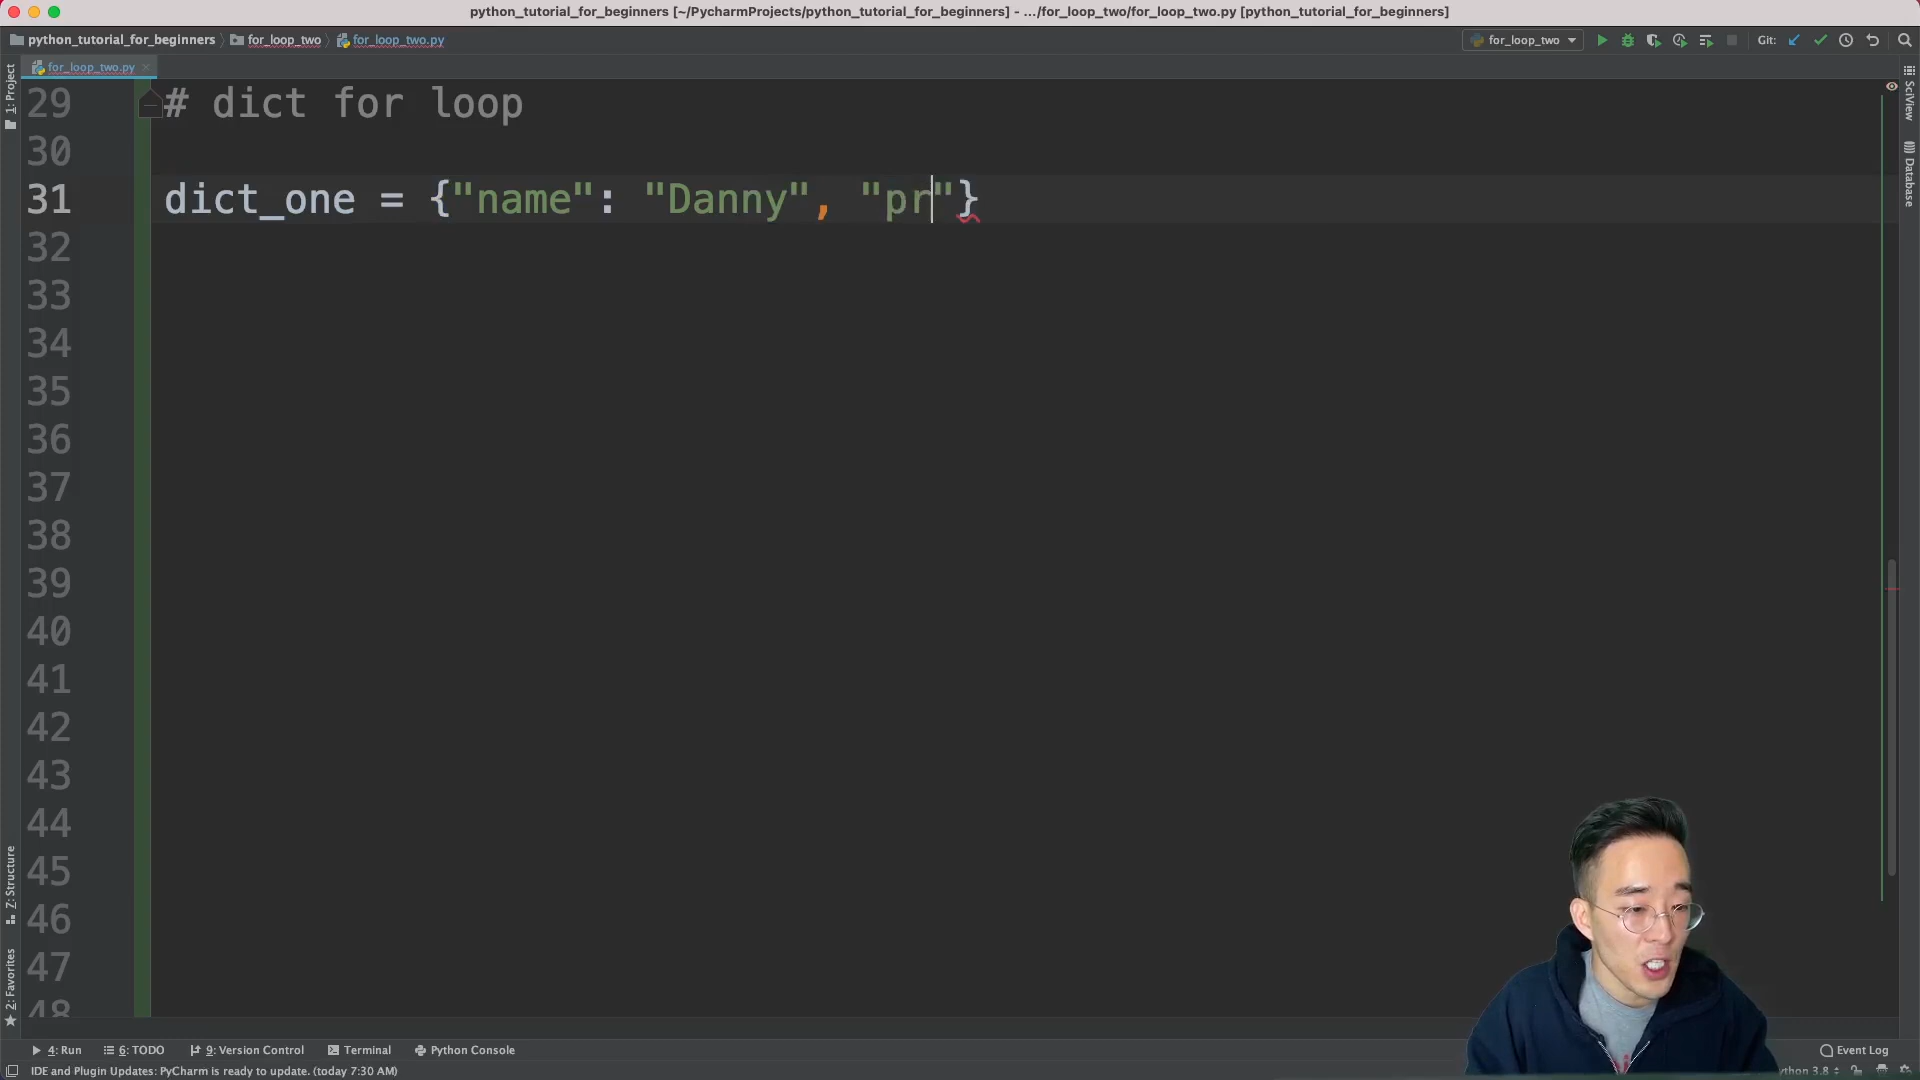 python_tutorial_for_beginners [~/PycharmProjects/python_tutorial_for_beginners] - .../for_loop_two/for_loop_two.py [python_tutorial_for_beginners]
python_tutorial_for_beginners for_loop_two for_loop_two.py for_loop_two Git:
for_loop_two.py
1: Project
SciView
Database
29 # dict for loop
30
31 dict_one = {"name": "Danny", "pr"}
32
33
34
35
36
37
38
39
40
41
42
43
44
45
46
47
48
Z: Structure
2: Favorites
4: Run 6: TODO 9: Version Control Terminal Python Console Event Log
IDE and Plugin Updates: PyCharm is ready to update. (today 7:30 AM) 3.8